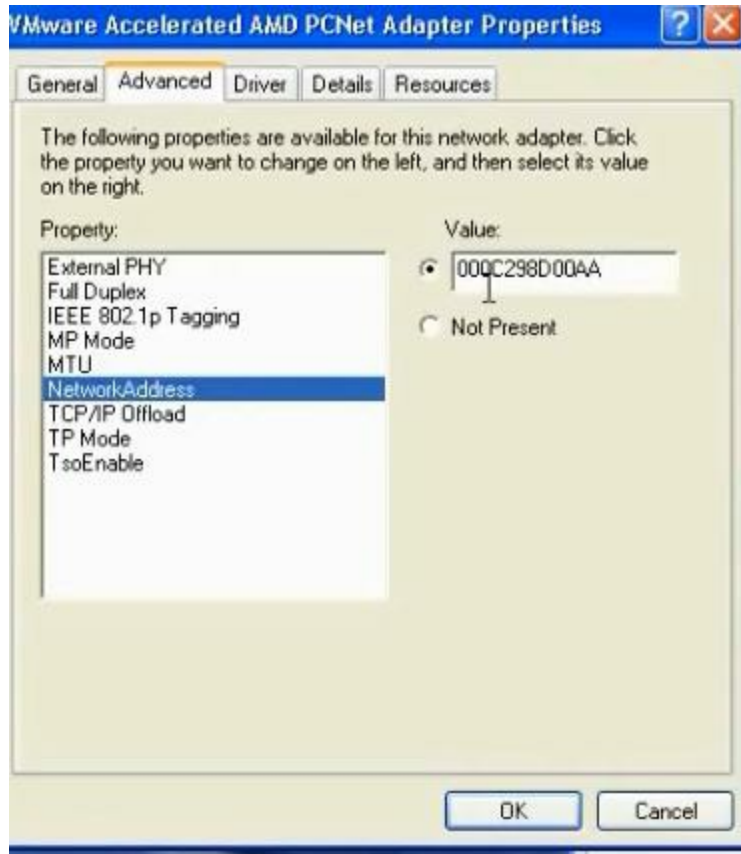 VMware Accelerated AMD PCNet Adapter Properties
General Advanced Driver Details Resources
The following properties are available for this network adapter. Click
the property you want to change on the left, and then select its value
on the right.
Property:
Value:
External PHY
Full Duplex
IEEE 802.1p Tagging
MP Mode
MTU
NetworkAddress
TCP/IP Offload
TP Mode
TsoEnable
000C298D00AA
Not Present
OK Cancel